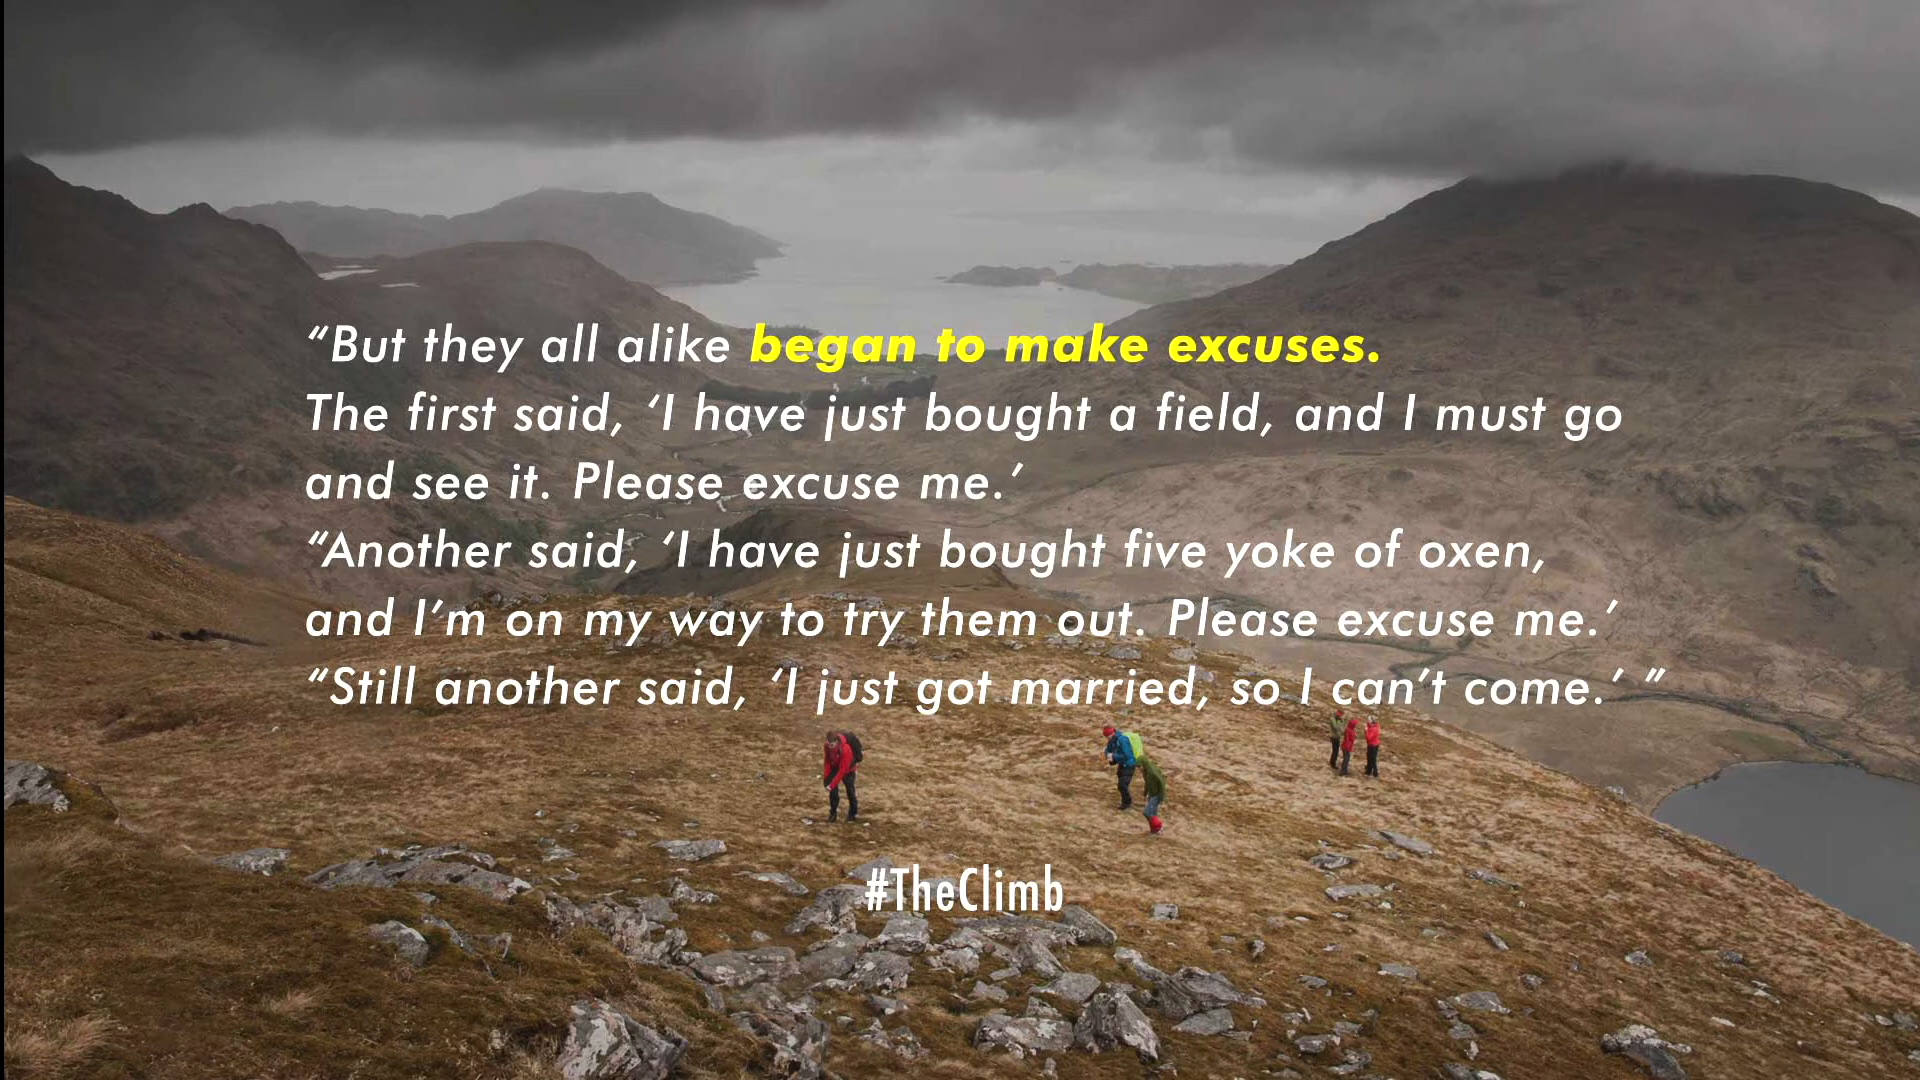 “But they all alike began to make excuses.
The first said, ‘I have just bought a field, and I must go
and see it. Please excuse me.’
“Another said, ‘I have just bought five yoke of oxen,
and I’m on my way to try them out. Please excuse me.’
“Still another said, ‘I just got married, so I can’t come.’ ”
#TheClimb